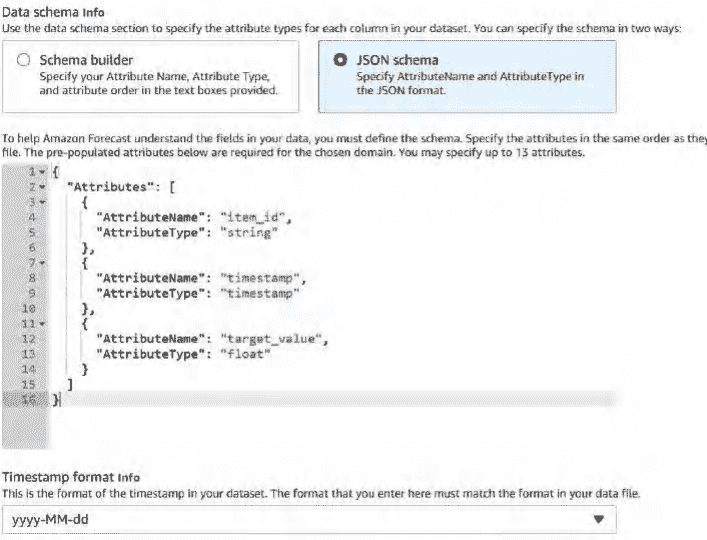 Data schema Info
Use the data schema section to specify the attribute types for each column in your dataset. You can specify the schema in two ways:
Schema builder
Specify your Attribute Name, Attribute Type,
and attribute order in the text boxes provided.
JSON schema
Specify AttributeName and AttributeType in
the JSON format.
To help Amazon Forecast understand the fields in your data, you must define the schema. Specify the attributes in the same order as they
file. The pre-populated attributes below are required for the chosen domain. You may specify up to 13 attributes.
1 {
2 "Attributes": [
3 {
4 "AttributeName": "item_id",
5 "AttributeType": "string"
6 },
7 {
8 "AttributeName": "timestamp",
9 "AttributeType": "timestamp"
10 },
11 {
12 "AttributeName": "target_value",
13 "AttributeType": "float"
14 }
15 ]
16 }
Timestamp format Info
This is the format of the timestamp in your dataset. The format that you enter here must match the format in your data file.
yyyy-MM-dd